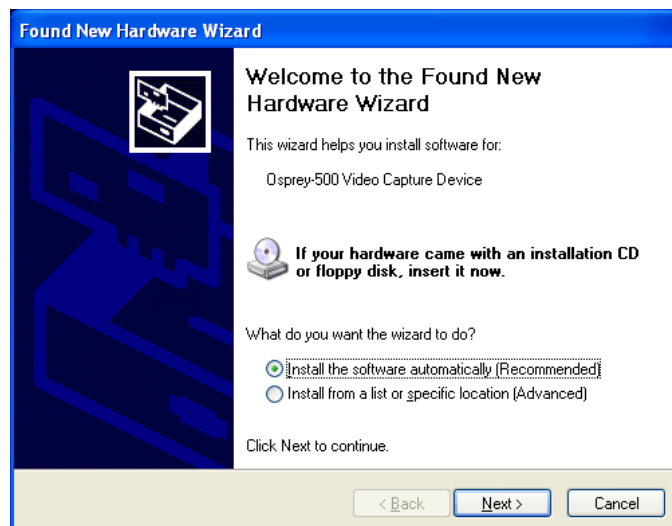 Found New Hardware Wizard
Welcome to the Found New
Hardware Wizard
This wizard helps you install software for:
Osprey-500 Video Capture Device
If your hardware came with an installation CD
or floppy disk, insert it now.
What do you want the wizard to do?
Install the software automatically (Recommended)
Install from a list or specific location (Advanced)
Click Next to continue.
< Back Next > Cancel